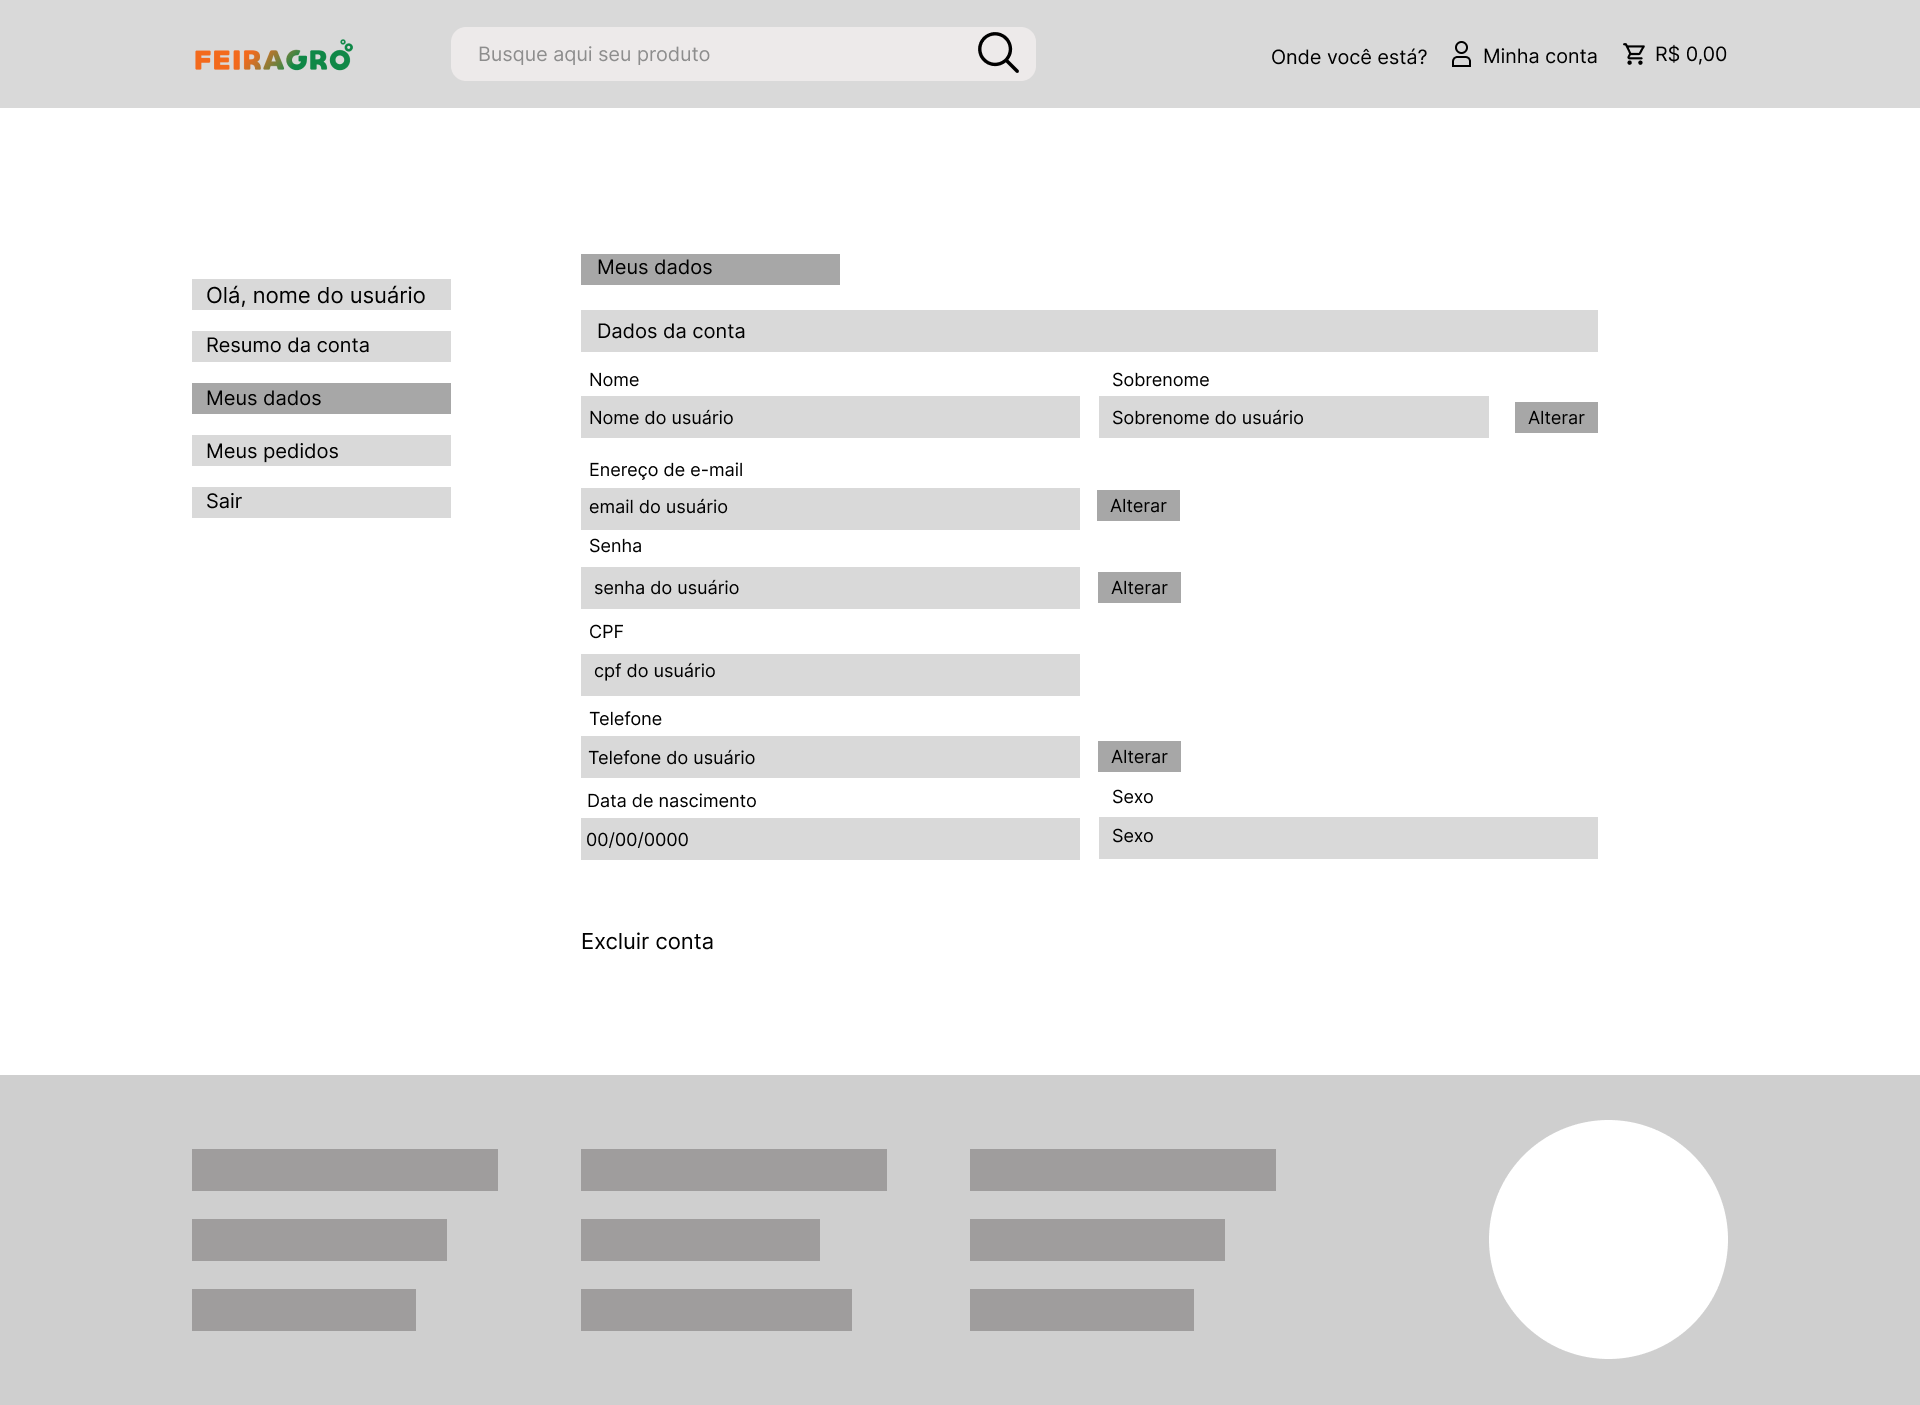 FEIRAGRO
Busque aqui seu produto
Onde você está?
Minha conta
R$ 0,00
Olá, nome do usuário
Resumo da conta
Meus dados
Meus pedidos
Sair
Meus dados
Dados da conta
Nome
Sobrenome
Nome do usuário
Sobrenome do usuário
Alterar
Enereço de e-mail
email do usuário
Alterar
Senha
senha do usuário
Alterar
CPF
cpf do usuário
Telefone
Telefone do usuário
Alterar
Data de nascimento
Sexo
00/00/0000
Sexo
Excluir conta